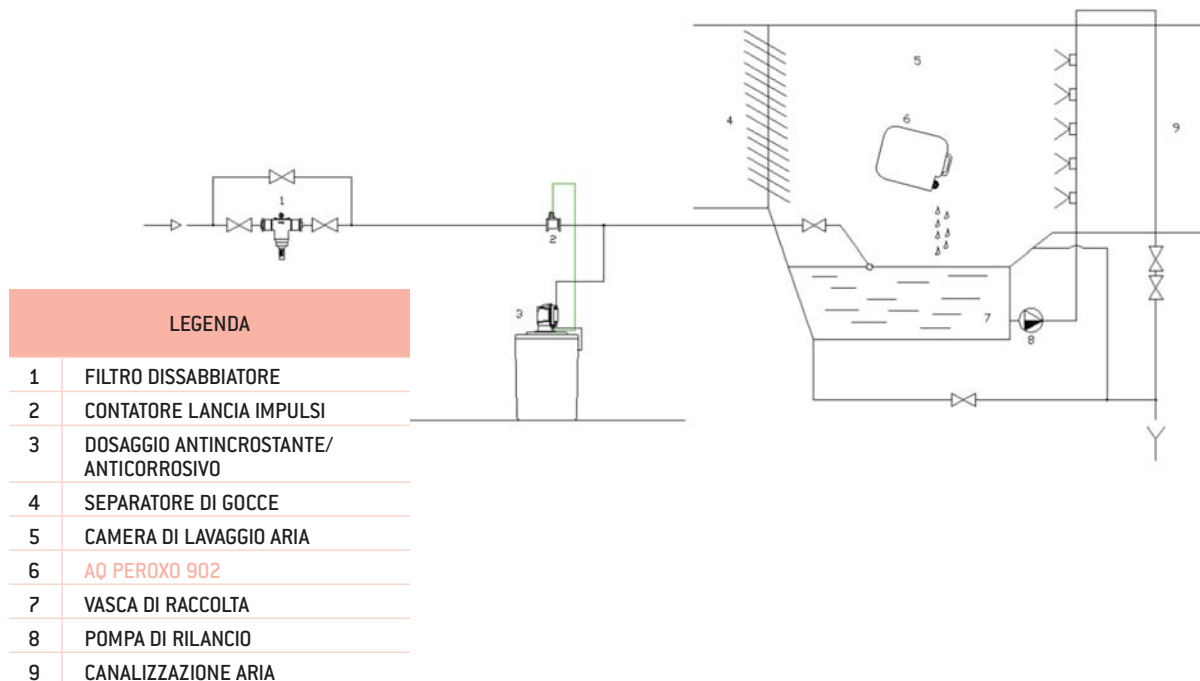 5
6
4
9
1
2
3
7
8
LEGENDA
1 FILTRO DISSABBIATORE
2 CONTATORE LANCIA IMPULSI
3 DOSAGGIO ANTINCROSTANTE/
ANTICORROSIVO
4 SEPARATORE DI GOCCE
5 CAMERA DI LAVAGGIO ARIA
6 AQ PEROXO 902
7 VASCA DI RACCOLTA
8 POMPA DI RILANCIO
9 CANALIZZAZIONE ARIA